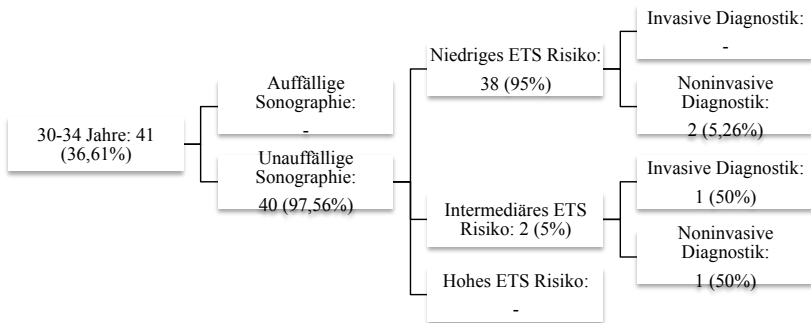 30-34 Jahre: 41
(36,61%)
Auffällige
Sonographie:
-
Unauffällige
Sonographie:
40 (97,56%)
Niedriges ETS Risiko:
38 (95%)
Intermediäres ETS
Risiko: 2 (5%)
Hohes ETS Risiko:
-
Invasive Diagnostik:
-
Noninvasive
Diagnostik:
2 (5,26%)
Invasive Diagnostik:
1 (50%)
Noninvasive
Diagnostik:
1 (50%)